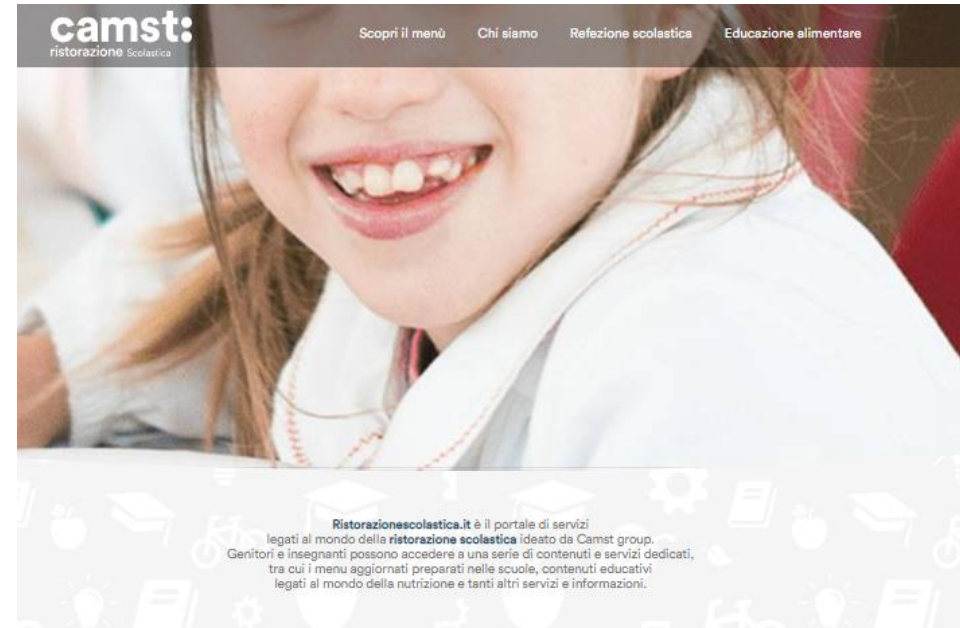 camst:
ristorazione Scolastica
Scopri il menù Chi siamo Refezione scolastica Educazione alimentare
Ristorazionescolastica.it è il portale di servizi
legati al mondo della ristorazione scolastica ideato da Camst group.
Genitori e insegnanti possono accedere a una serie di contenuti e servizi dedicati,
tra cui i menu aggiornati preparati nelle scuole, contenuti educativi
legati al mondo della nutrizione e tanti altri servizi e informazioni.